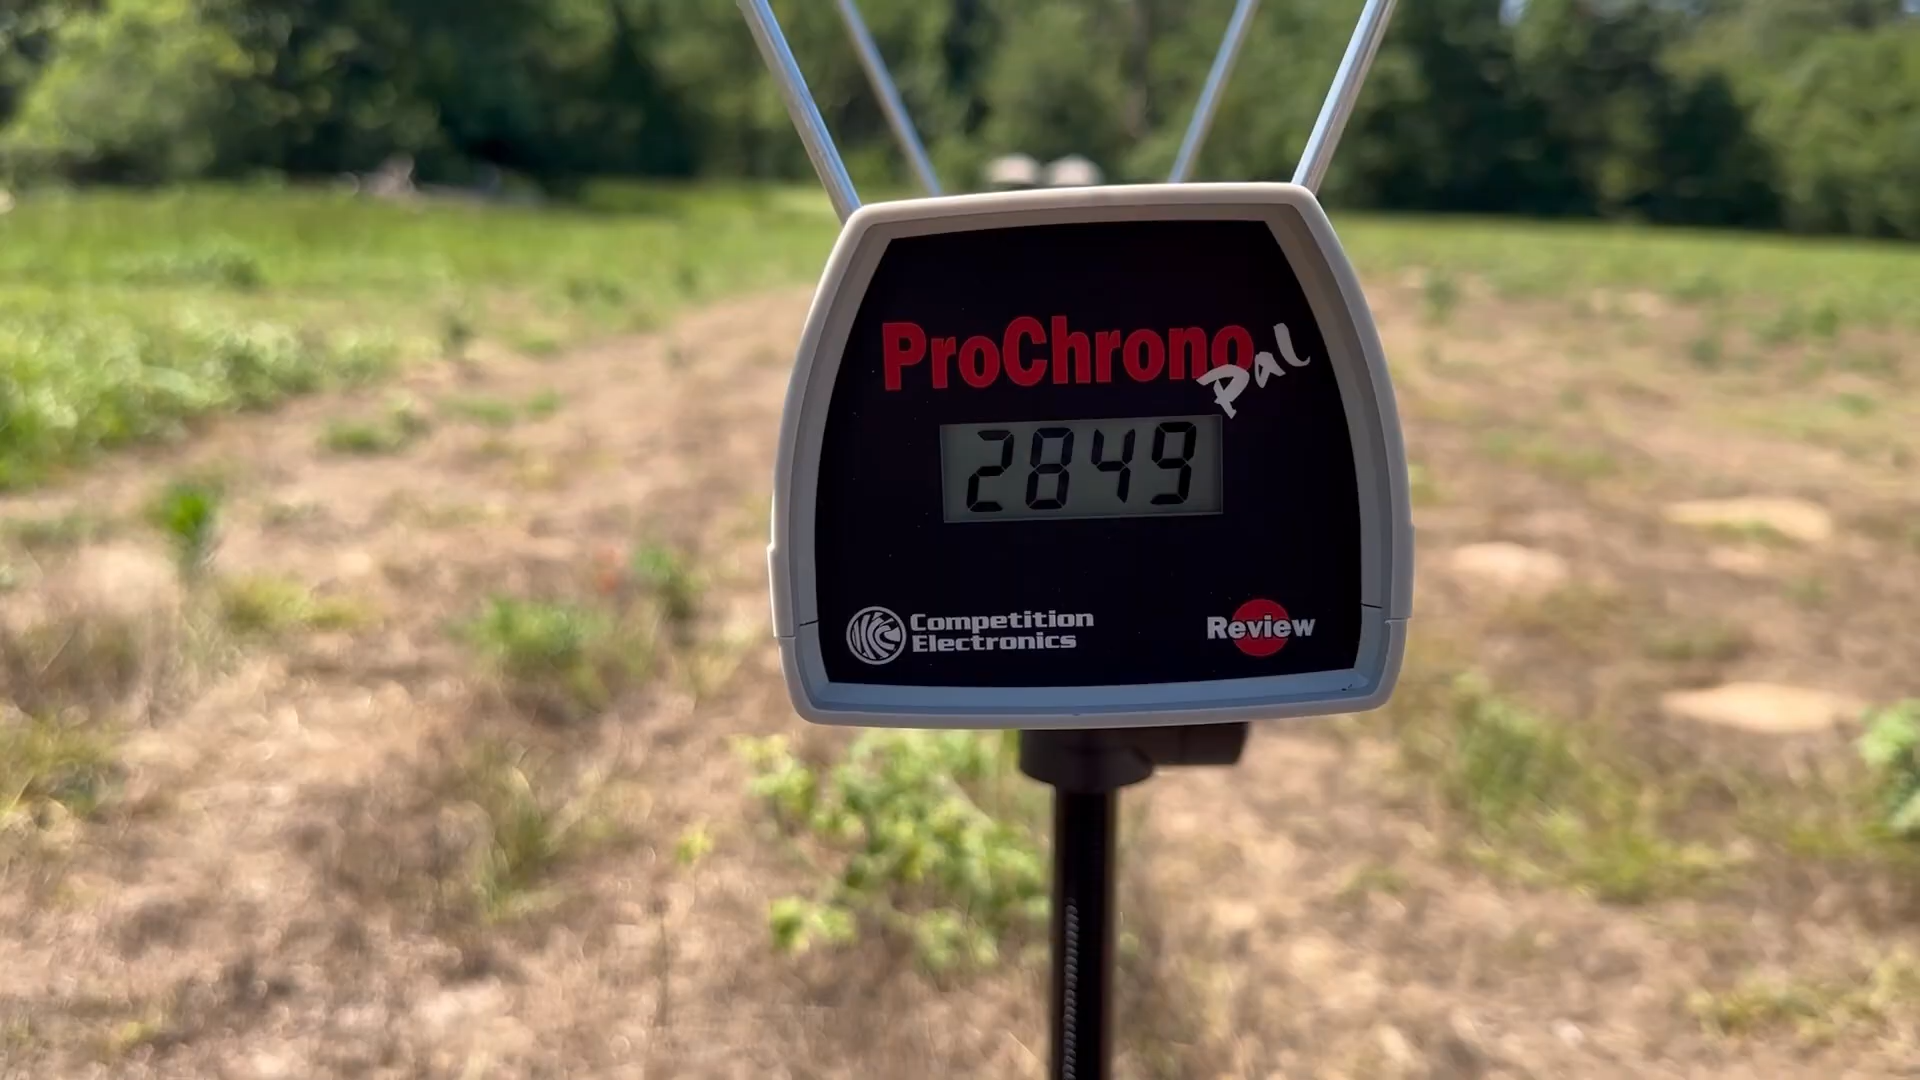 ProChrono
Pal
2849
Competition
Electronics
Review